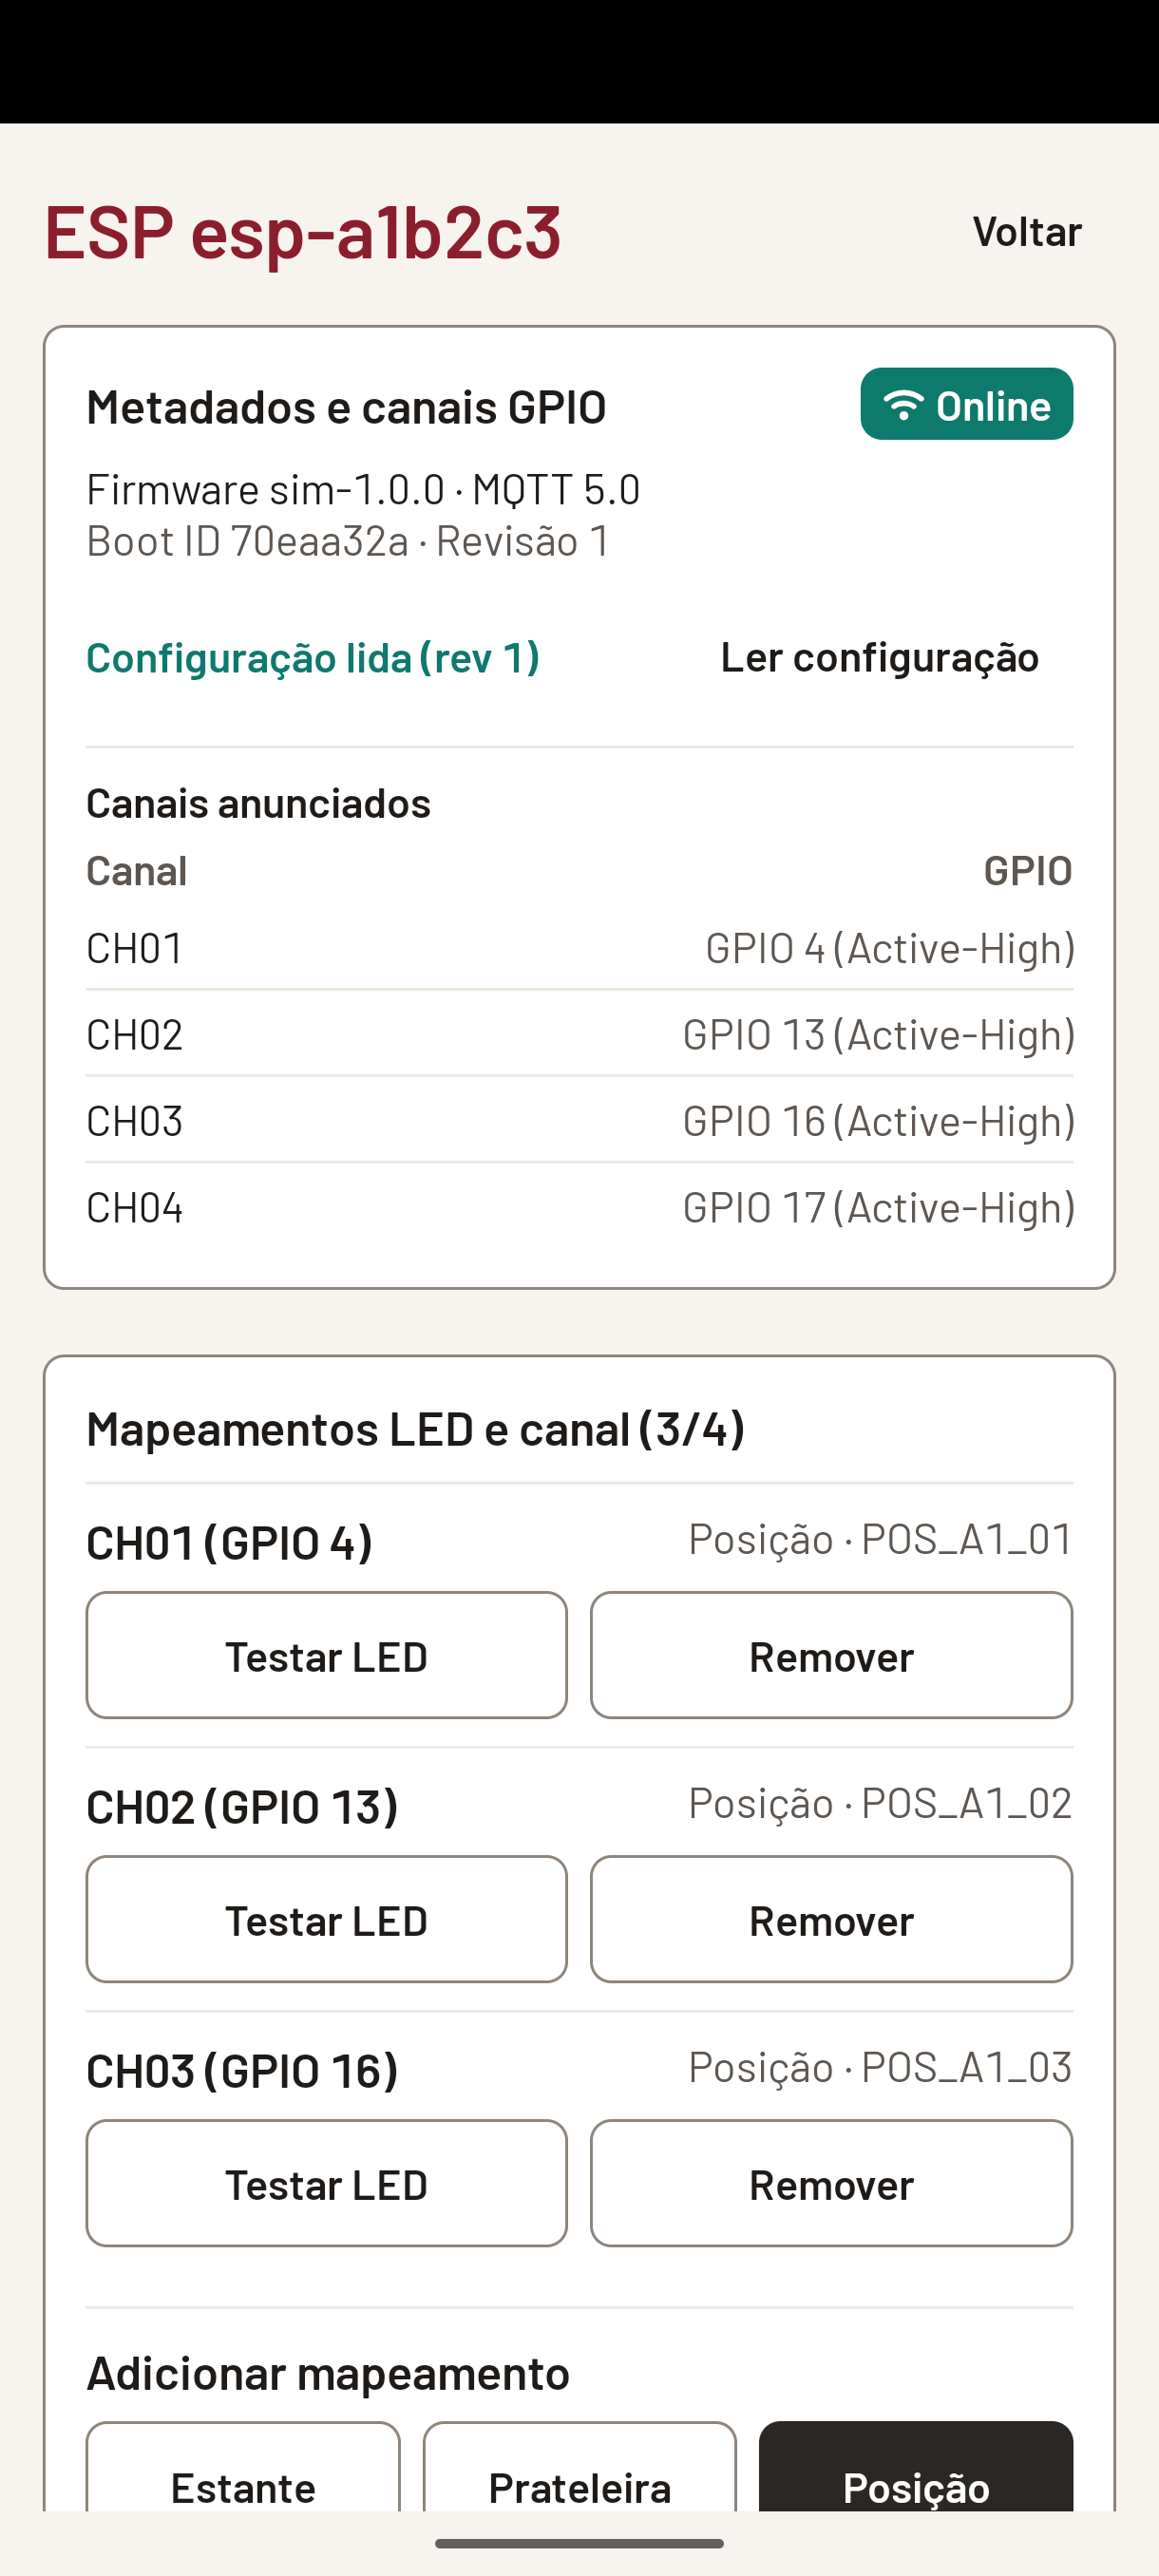 ESP esp-a1b2c3
Voltar
Metadados e canais GPIO
Online
Firmware sim-1.0.0 · MQTT 5.0
Boot ID 70eaa32a · Revisão 1
Configuração lida (rev 1)
Ler configuração
Canais anunciados
Canal GPIO
CH01 GPIO 4 (Active-High)
CH02 GPIO 13 (Active-High)
CH03 GPIO 16 (Active-High)
CH04 GPIO 17 (Active-High)
Mapeamentos LED e canal (3/4)
CH01 (GPIO 4) Posição · POS_A1_01
Testar LED Remover
CH02 (GPIO 13) Posição · POS_A1_02
Testar LED Remover
CH03 (GPIO 16) Posição · POS_A1_03
Testar LED Remover
Adicionar mapeamento
Estante Prateleira Posição